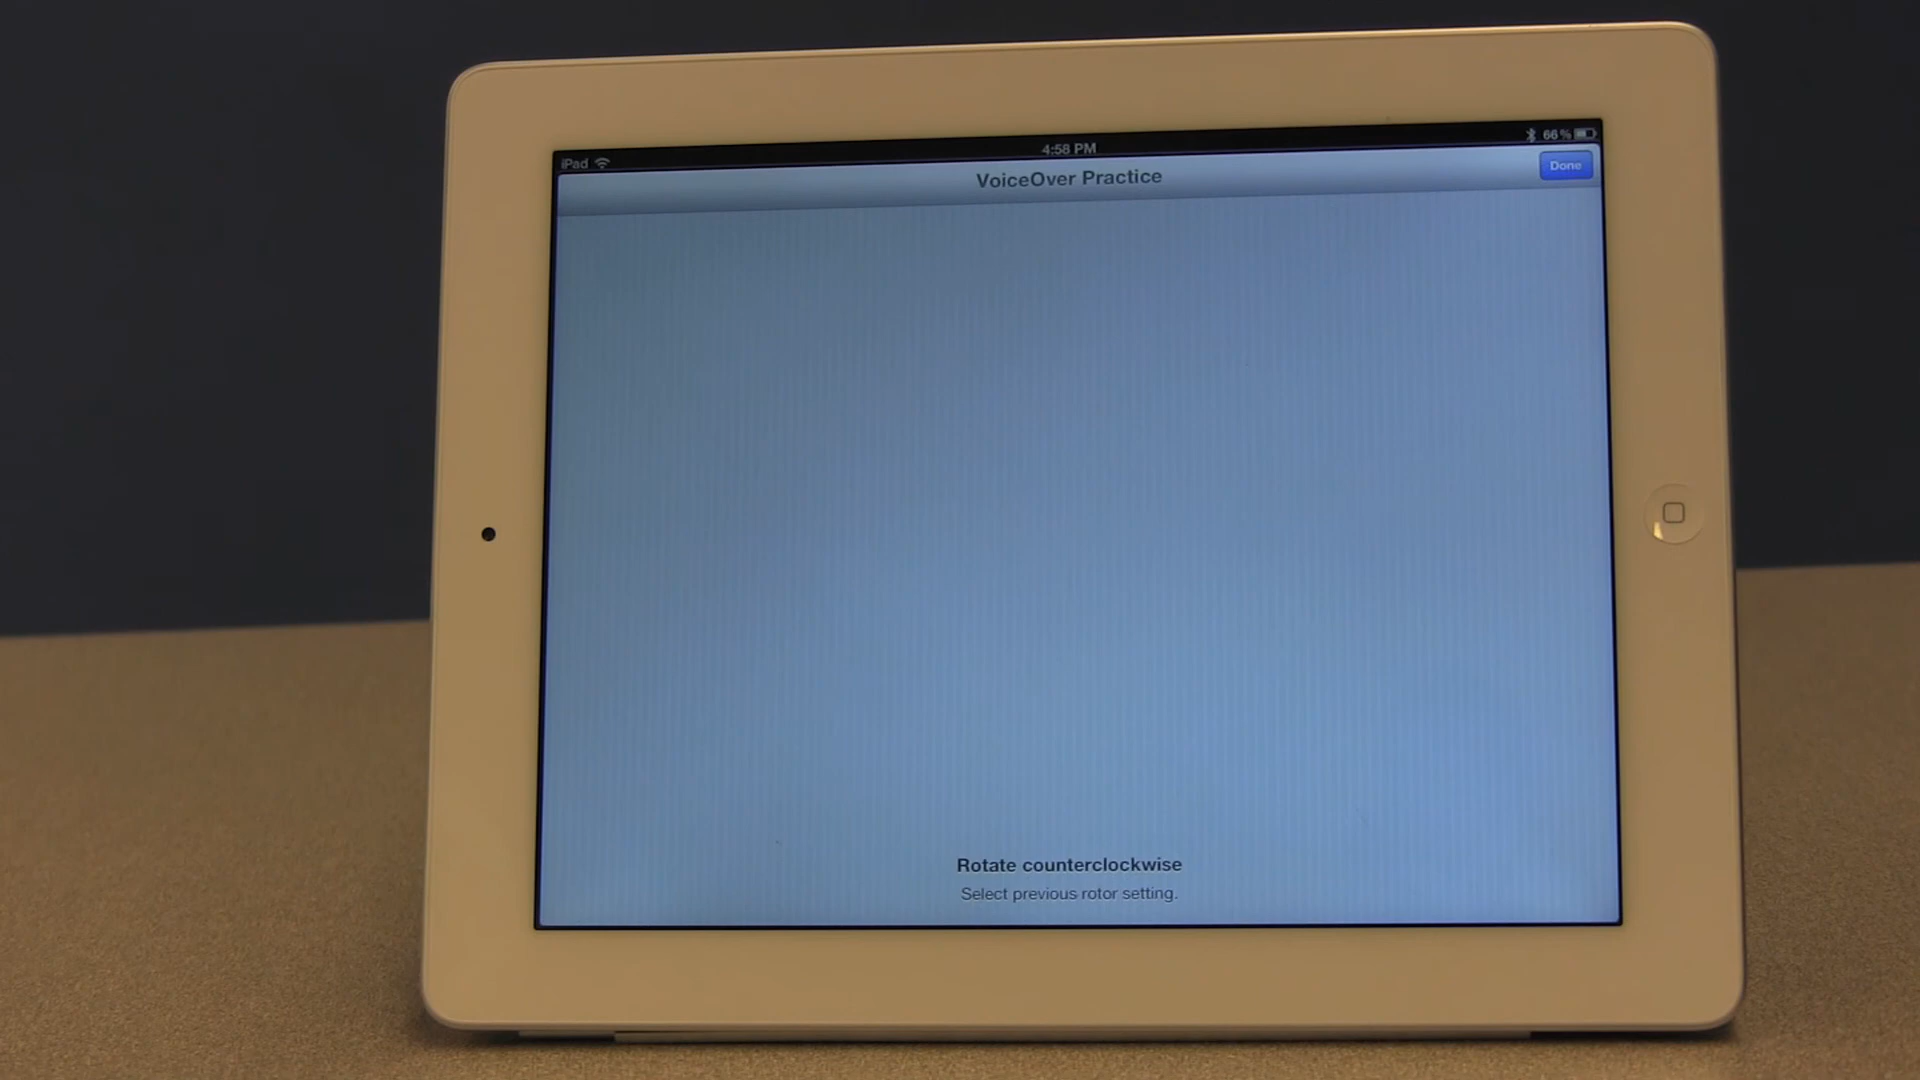 iPad
4:58 PM
66%
VoiceOver Practice
Done
Rotate counterclockwise
Select previous rotor setting.